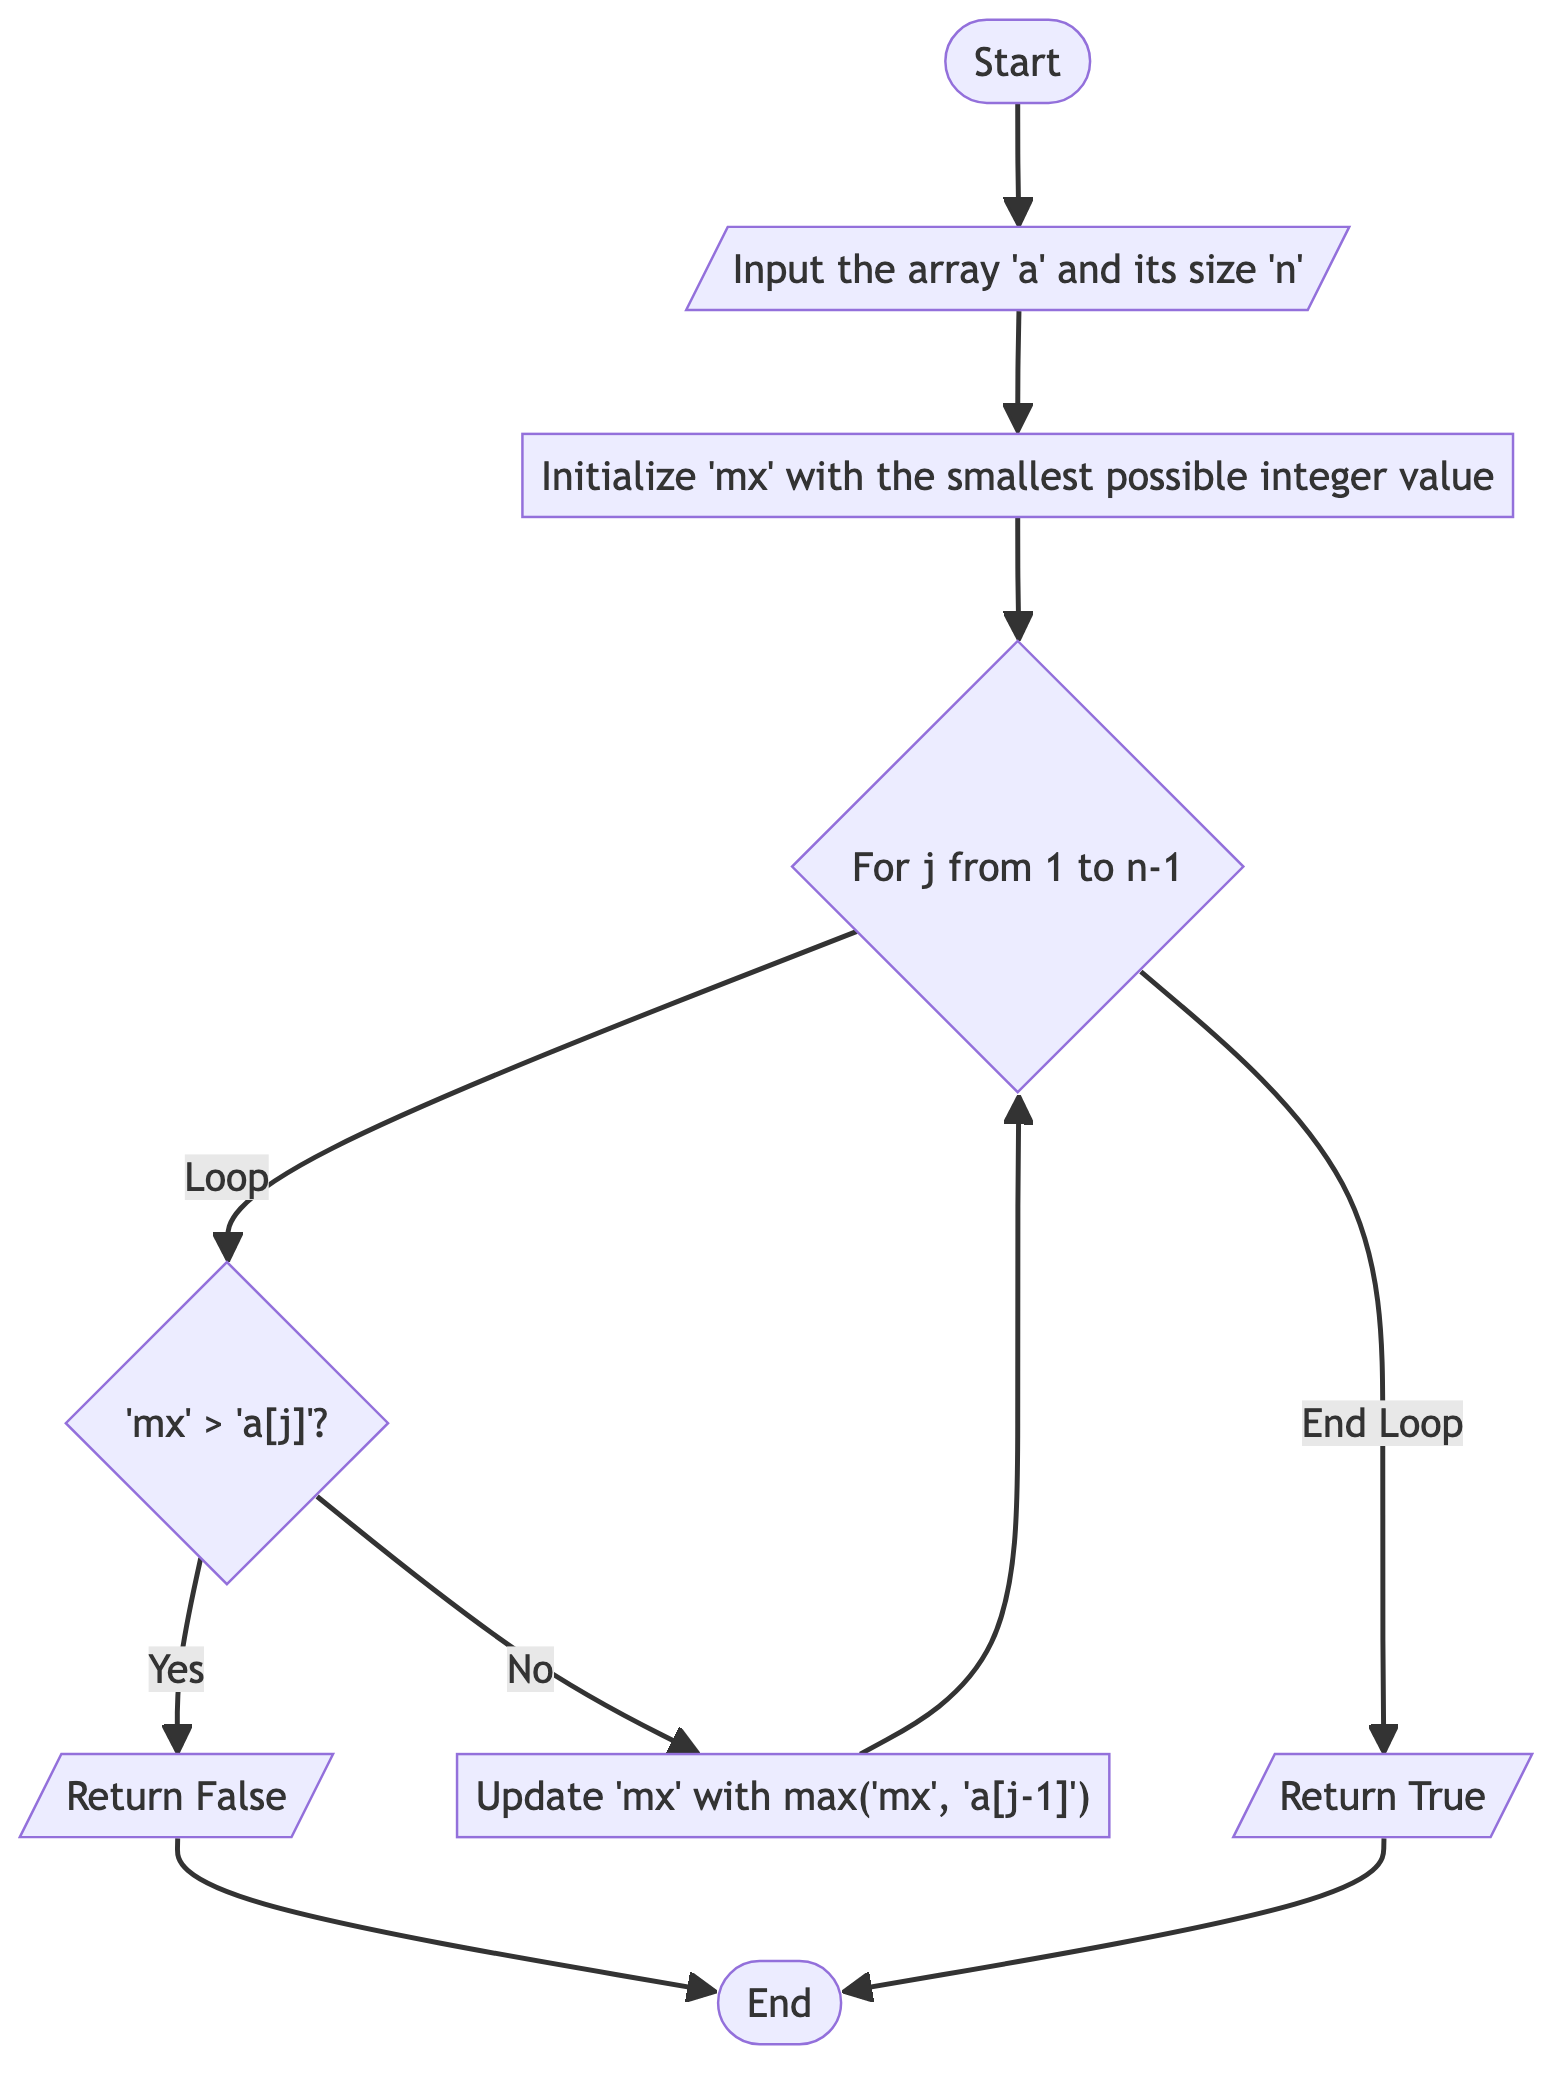 Start
Input the array 'a' and its size 'n'
Initialize 'mx' with the smallest possible integer value
For j from 1 to n-1
Loop
'mx' > 'a[j]'?
End Loop
Yes
No
Return False
Update 'mx' with max('mx', 'a[j-1]')
Return True
End